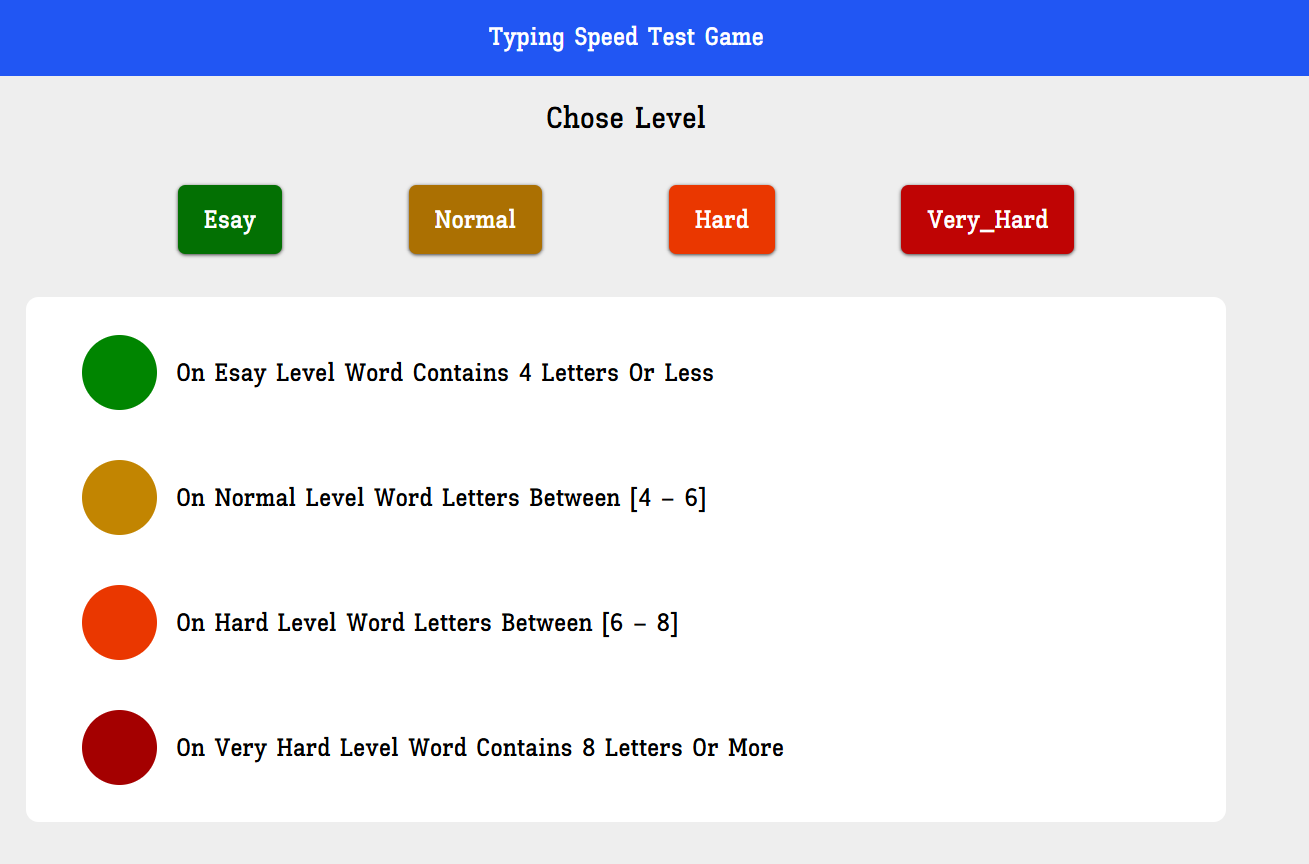 Typing Speed Test Game
Chose Level
Esay
Normal
Hard
Very_Hard
On Esay Level Word Contains 4 Letters Or Less
On Normal Level Word Letters Between [4 – 6]
On Hard Level Word Letters Between [6 – 8]
On Very Hard Level Word Contains 8 Letters Or More